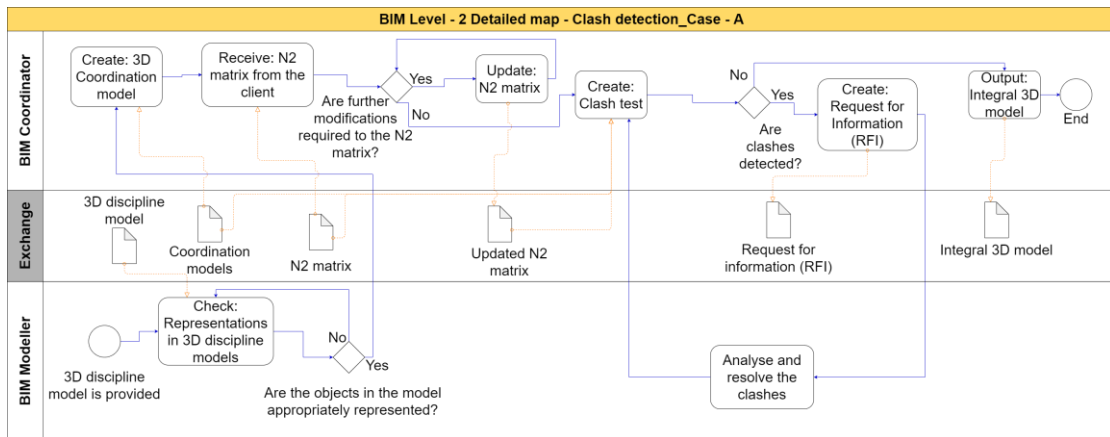 BIM Level - 2 Detailed map - Clash detection_Case - A
BIM Coordinator
Create: 3D
Coordination
model
Receive: N2
matrix from the
client
Yes
Are further
modifications
required to the N2
matrix?
No
Update:
N2 matrix
Create:
Clash test
No
Yes
Are
clashes
detected?
Create:
Request for
Information
(RFI)
Output:
Integral 3D
model
End
Exchange
3D discipline
model
Coordination
models
N2 matrix
Updated N2
matrix
Request for
information (RFI)
Integral 3D model
BIM Modeller
3D discipline
model is provided
Check:
Representations
in 3D discipline
models
No
Yes
Are the objects in the model
appropriately represented?
Analyse and
resolve the
clashes